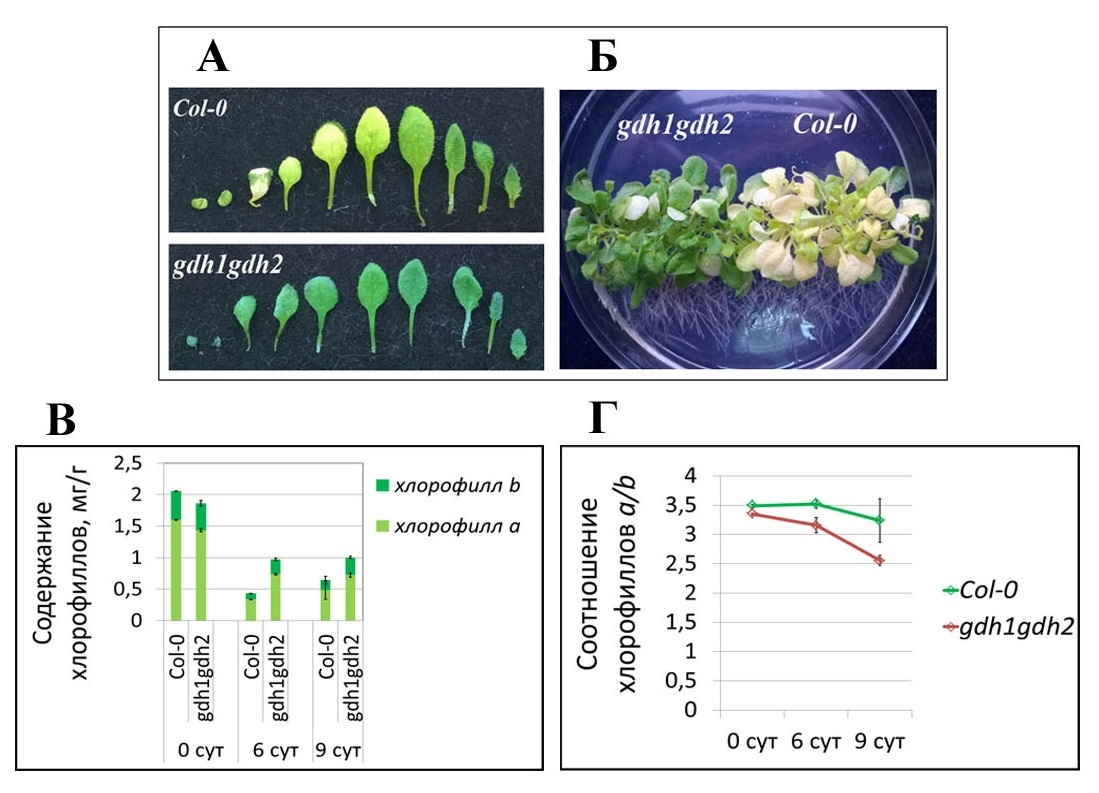 А
Б
Col-0
gdh1gdh2
gdh1gdh2
Col-0
В
Г
Содержание
хлорофиллов, мг/г
2,5
2
1,5
1
0,5
0
Col-0
gdh1gdh2
Col-0
gdh1gdh2
Col-0
gdh1gdh2
0 сут
6 сут
9 сут
хлорофилл b
хлорофилл a
Соотношение
хлорофиллов a/b
4
3,5
3
2,5
2
1,5
1
0,5
0
0 сут
6 сут
9 сут
Col-0
gdh1gdh2